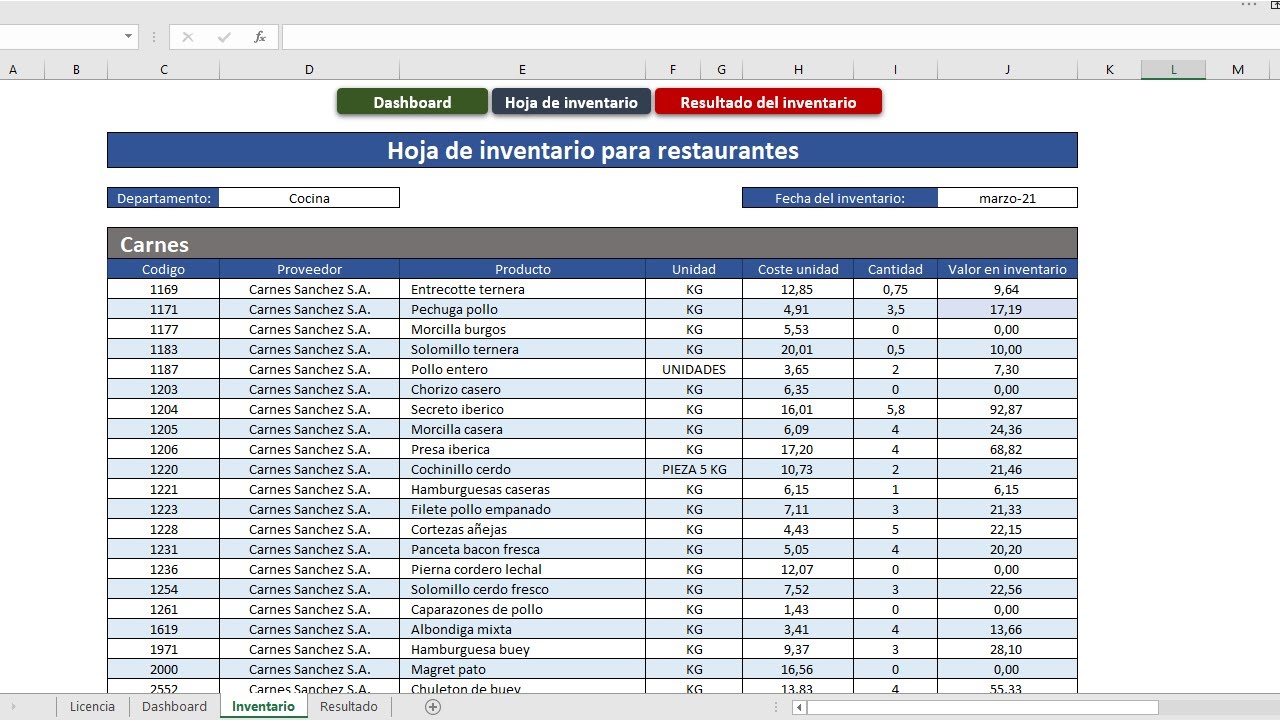 fx
A B C D E F G H I J K L M
Dashboard Hoja de inventario Resultado del inventario
Hoja de inventario para restaurantes
Departamento: Cocina Fecha del inventario: marzo-21
Carnes
Codigo Proveedor Producto Unidad Coste unidad Cantidad Valor en inventario
1169 Carnes Sanchez S.A. Entrecotte ternera KG 12,85 0,75 9,64
1171 Carnes Sanchez S.A. Pechuga pollo KG 4,91 3,5 17,19
1177 Carnes Sanchez S.A. Morcilla burgos KG 5,53 0 0,00
1183 Carnes Sanchez S.A. Solomillo ternera KG 20,01 0,5 10,00
1187 Carnes Sanchez S.A. Pollo entero UNIDADES 3,65 2 7,30
1203 Carnes Sanchez S.A. Chorizo casero KG 6,35 0 0,00
1204 Carnes Sanchez S.A. Secreto iberico KG 16,01 5,8 92,87
1205 Carnes Sanchez S.A. Morcilla casera KG 6,09 4 24,36
1206 Carnes Sanchez S.A. Presa iberica KG 17,20 4 68,82
1220 Carnes Sanchez S.A. Cochinillo cerdo PIEZA 5 KG 10,73 2 21,46
1221 Carnes Sanchez S.A. Hamburguesas caseras KG 6,15 1 6,15
1223 Carnes Sanchez S.A. Filete pollo empanado KG 7,11 3 21,33
1228 Carnes Sanchez S.A. Cortezas añejas KG 4,43 5 22,15
1231 Carnes Sanchez S.A. Panceta bacon fresca KG 5,05 4 20,20
1236 Carnes Sanchez S.A. Pierna cordero lechal KG 12,07 0 0,00
1254 Carnes Sanchez S.A. Solomillo cerdo fresco KG 7,52 3 22,56
1261 Carnes Sanchez S.A. Caparazones de pollo KG 1,43 0 0,00
1619 Carnes Sanchez S.A. Albondiga mixta KG 3,41 4 13,66
1971 Carnes Sanchez S.A. Hamburguesa buey KG 9,37 3 28,10
2000 Carnes Sanchez S.A. Magret pato KG 16,56 0 0,00
2552 Carnes Sanchez S.A. Chuleton de buey KG 13,83 4 55,33
Licencia Dashboard Inventario Resultado